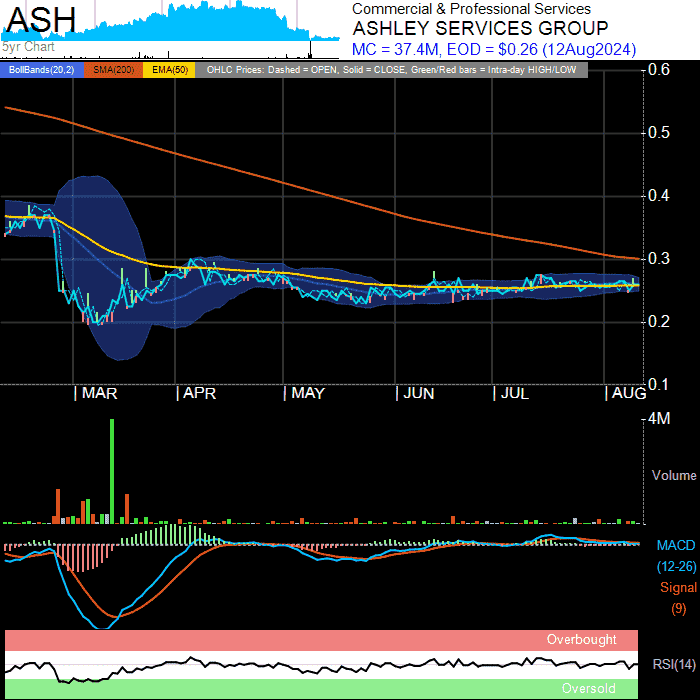 ASH
5yr Chart
Commercial & Professional Services
ASHLEY SERVICES GROUP
MC = 37.4M, EOD = $0.26 (12Aug2024)
BollBands(20,2) SMA(200) EMA(50) OHLC Prices: Dashed = OPEN, Solid = CLOSE, Green/Red bars = Intra-day HIGH/LOW
0.6
0.5
0.4
0.3
0.2
0.1
MAR APR MAY JUN JUL AUG
4M
Volume
MACD
(12-26)
Signal
(9)
Overbought
RSI(14)
Oversold